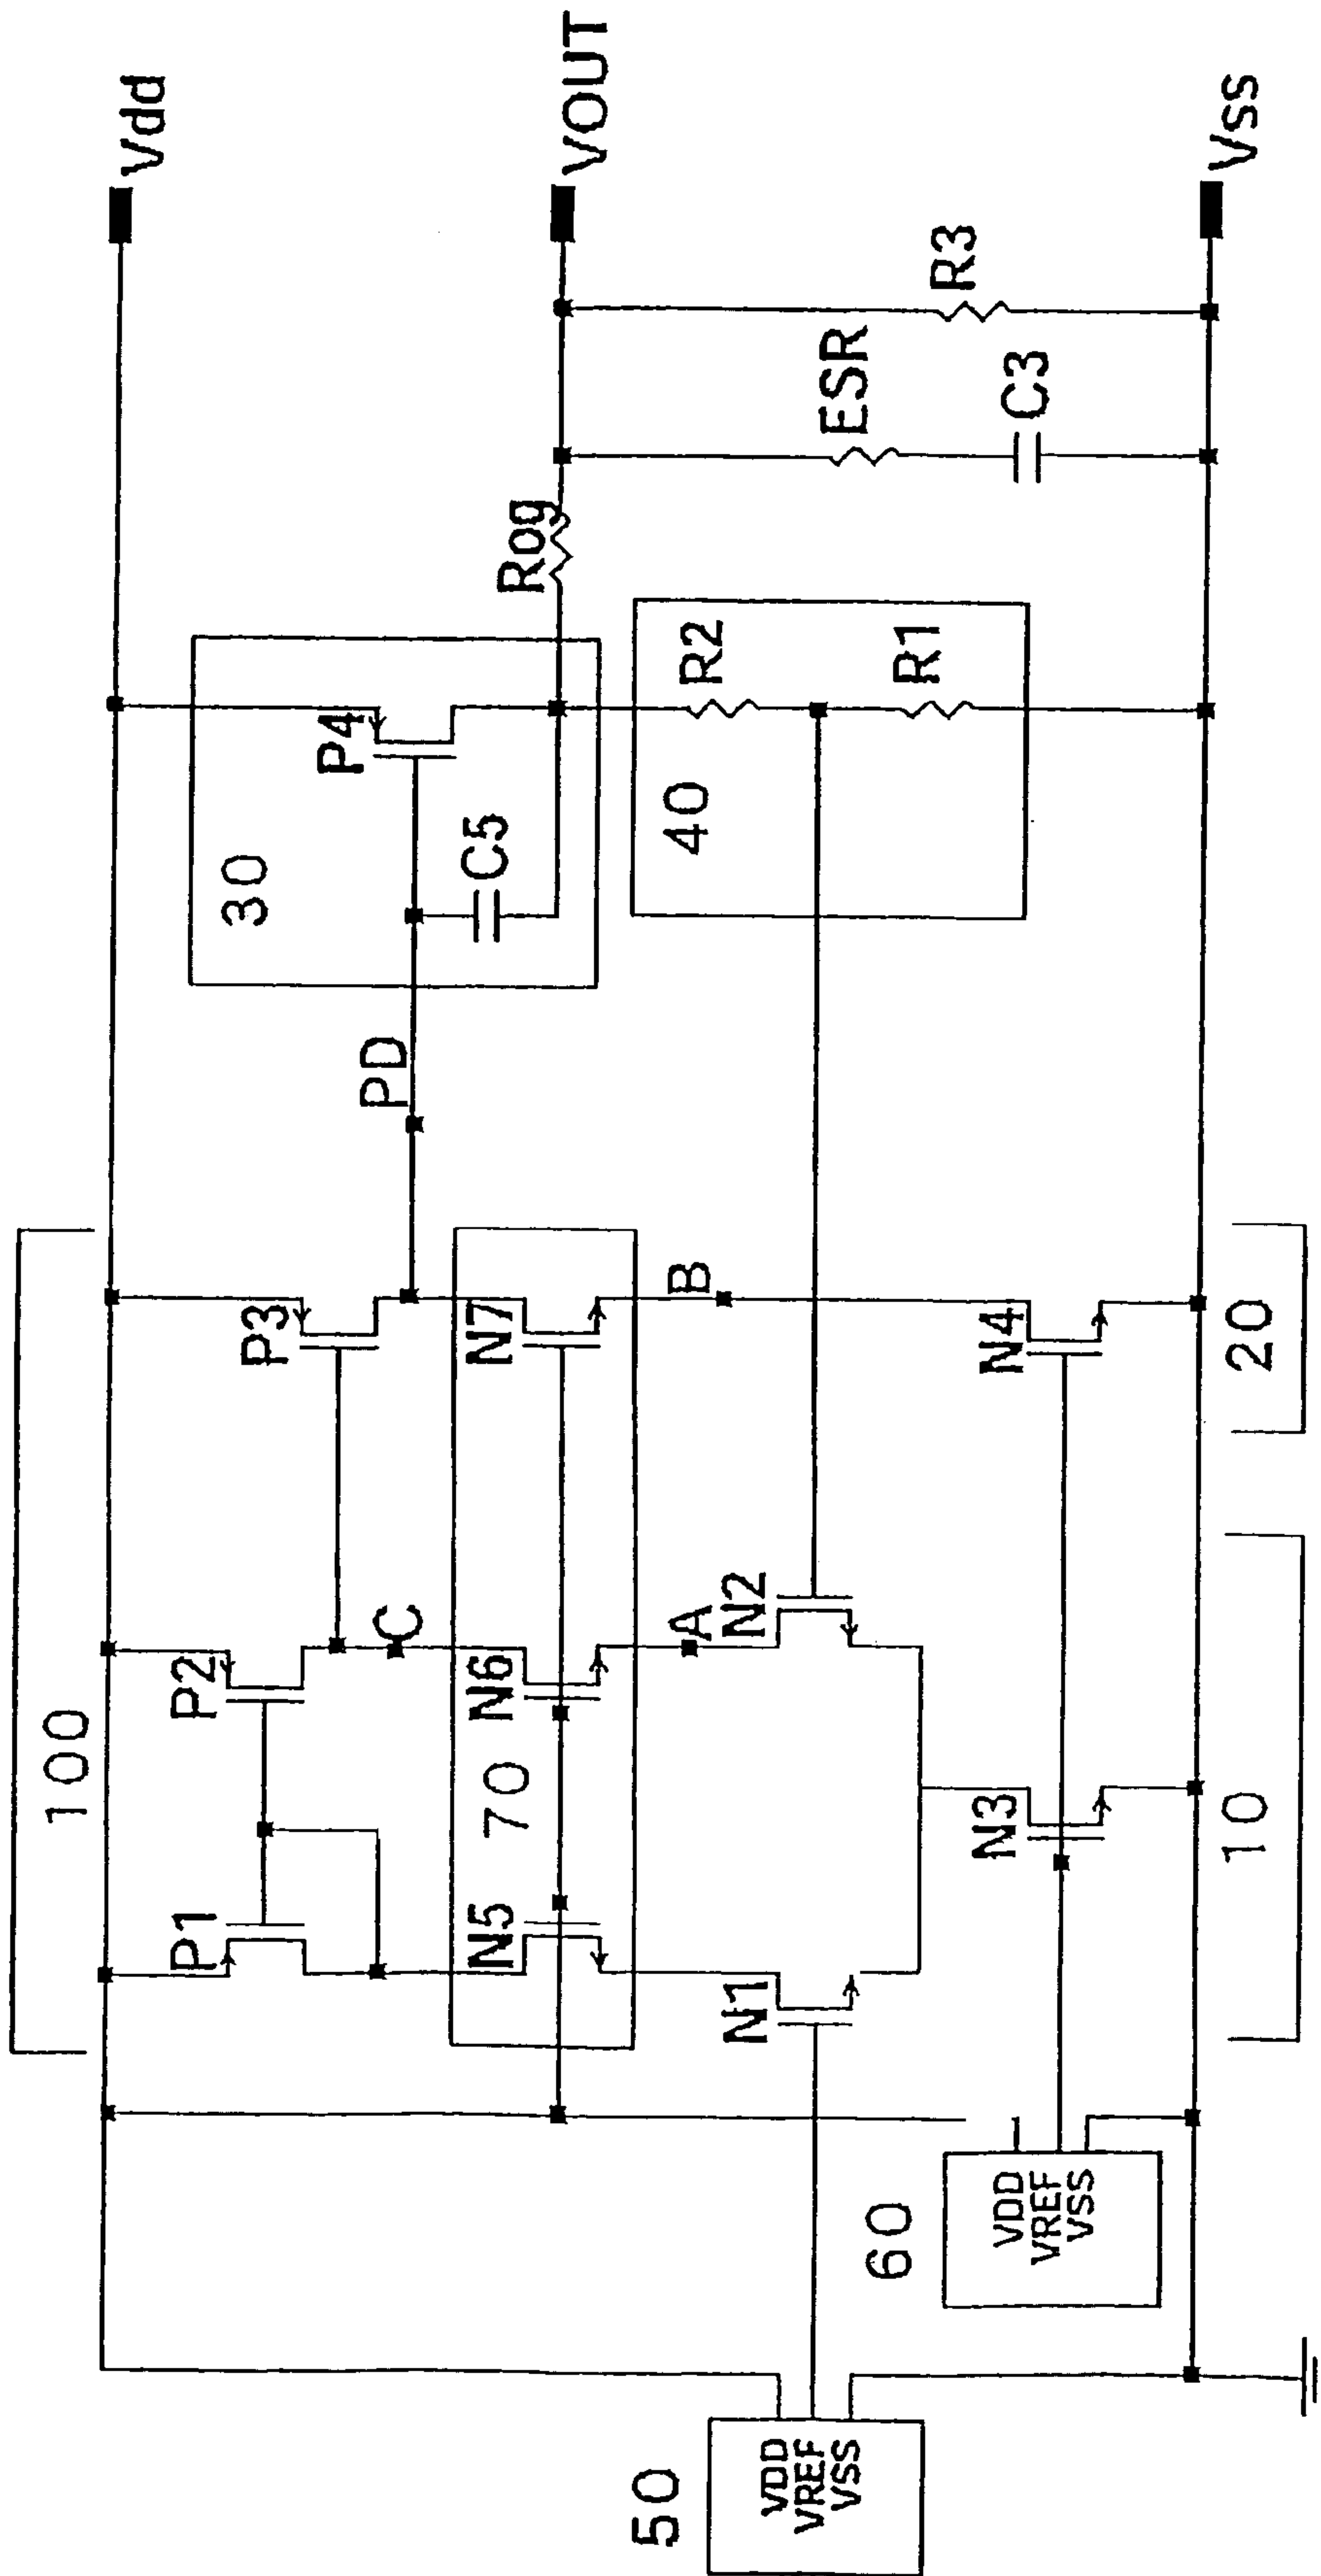 100
Vdd
P1
P2
P3
P4
30
C5
PD
C
N5
70
N6
N7
Rog
VOUT
A
B
40
R2
R1
ESR
C3
R3
N1
N2
N3
N4
50
VDD
VREF
VSS
60
VDD
VREF
VSS
Vss
10
20